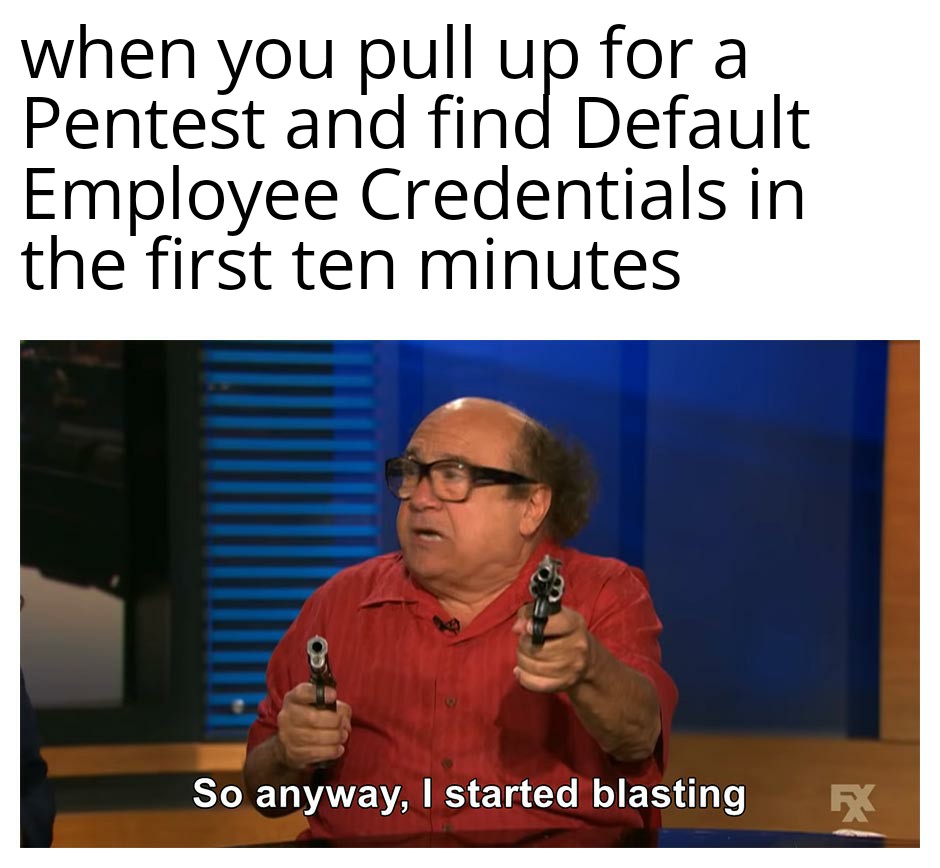 when you pull up for a
Pentest and find Default
Employee Credentials in
the first ten minutes
So anyway, I started blasting
FXX